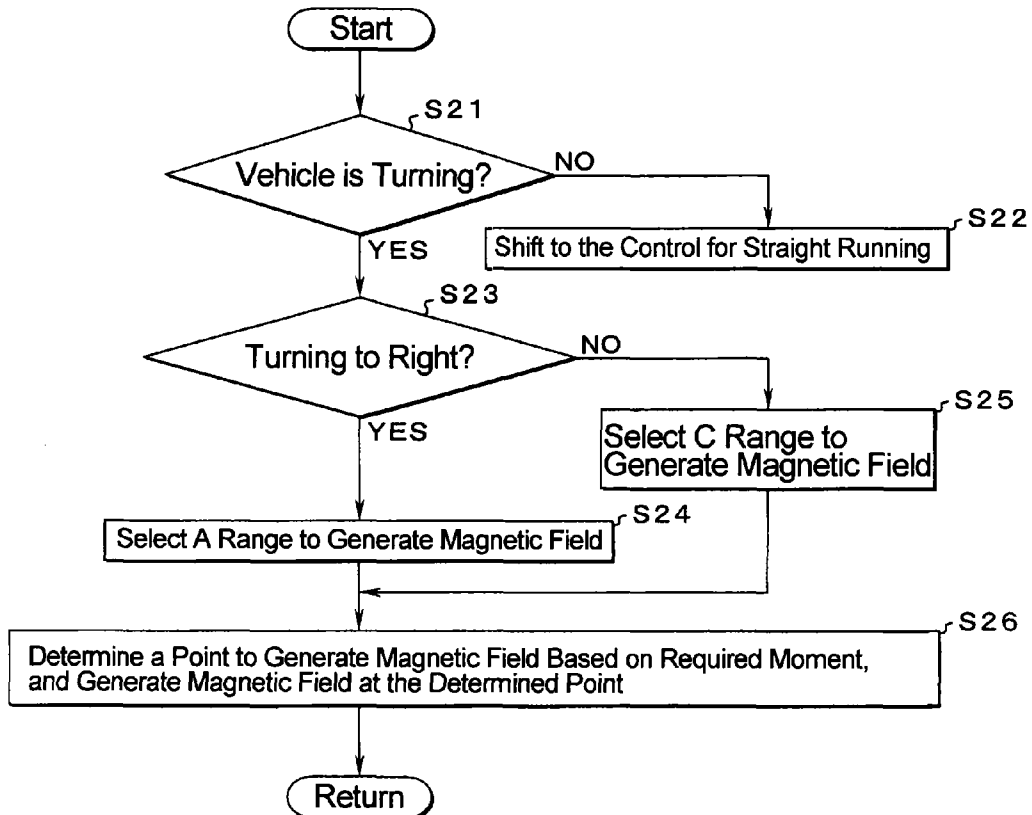 Start
S21
Vehicle is Turning?
NO
YES
S22
Shift to the Control for Straight Running
S23
Turning to Right?
NO
YES
S25
Select C Range to
Generate Magnetic Field
S24
Select A Range to Generate Magnetic Field
S26
Determine a Point to Generate Magnetic Field Based on Required Moment,
and Generate Magnetic Field at the Determined Point
Return